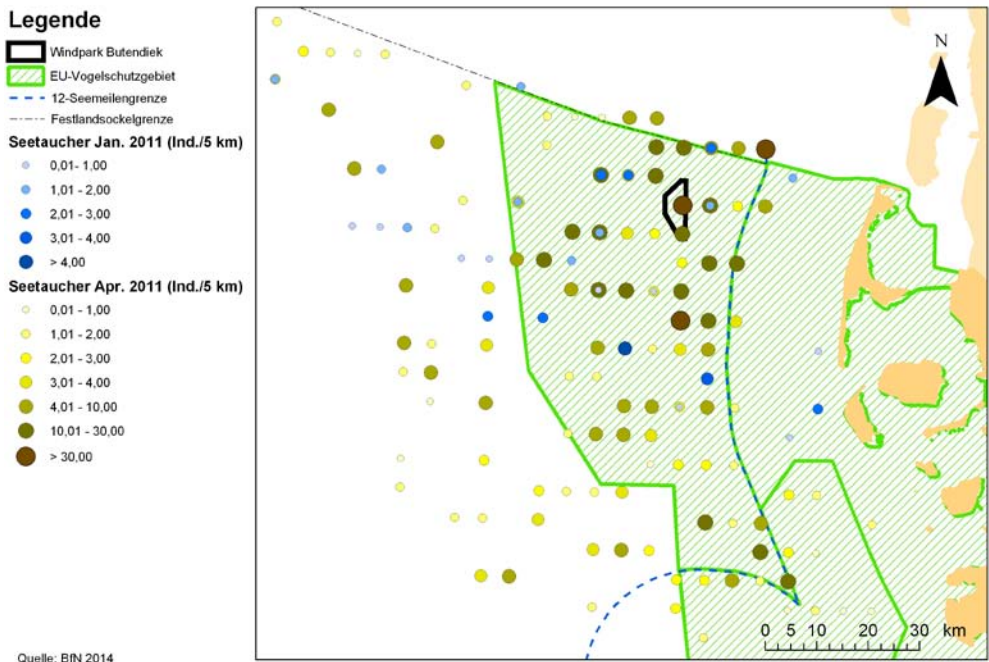 Legende
Windpark Butendiek
EU-Vogelschutzgebiet
12-Seemeilengrenze
Festlandsockelgrenze
Seetaucher Jan. 2011 (Ind./5 km)
0,01- 1,00
1,01 - 2,00
2,01 - 3,00
3,01 - 4,00
> 4,00
Seetaucher Apr. 2011 (Ind./5 km)
0,01 - 1,00
1,01 - 2,00
2,01 - 3,00
3,01 - 4,00
4,01 - 10,00
10,01 - 30,00
> 30,00
Quelle: BfN 2014
N
0 5 10 20 30 km